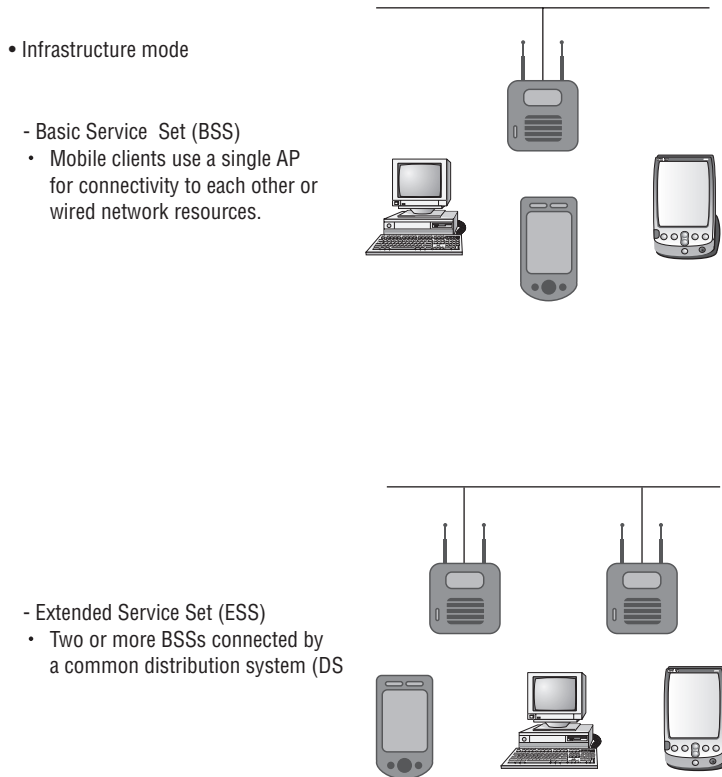 • Infrastructure mode
- Basic Service Set (BSS)
• Mobile clients use a single AP
for connectivity to each other or
wired network resources.
- Extended Service Set (ESS)
• Two or more BSSs connected by
a common distribution system (DS